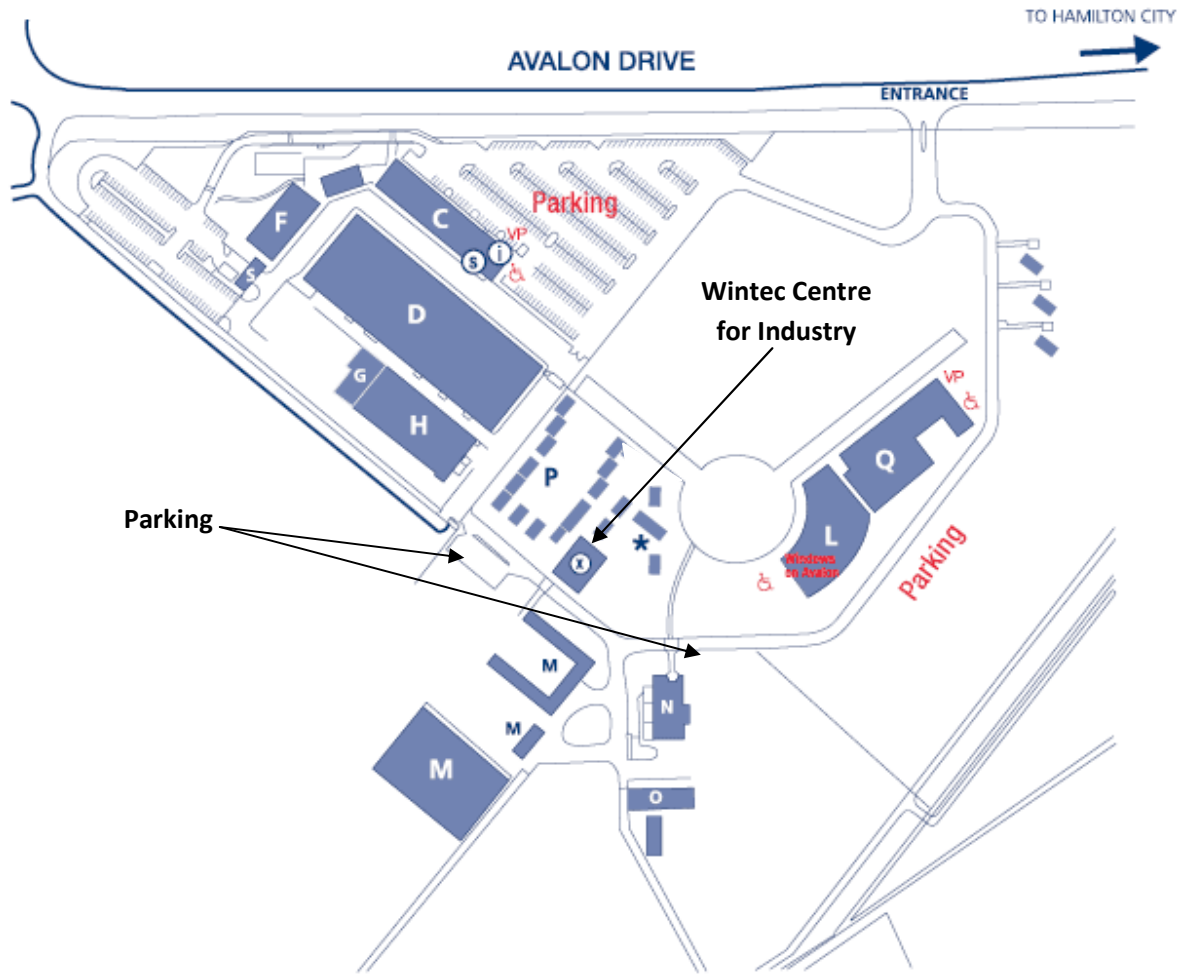 TO HAMILTON CITY
AVALON DRIVE
ENTRANCE
Parking
F
C
VP
s
i
S
D
Wintec Centre
for Industry
G
H
VP
Q
P
Parking
*
L
x
Windows
on Avalon
Parking
M
N
M
M
O